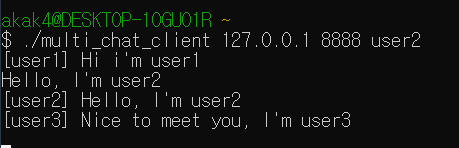 akak4@DESKTOP-10GU01R ~
$ ./multi_chat_client 127.0.0.1 8888 user2
[user1] Hi i'm user1
Hello, I'm user2
[user2] Hello, I'm user2
[user3] Nice to meet you, I'm user3